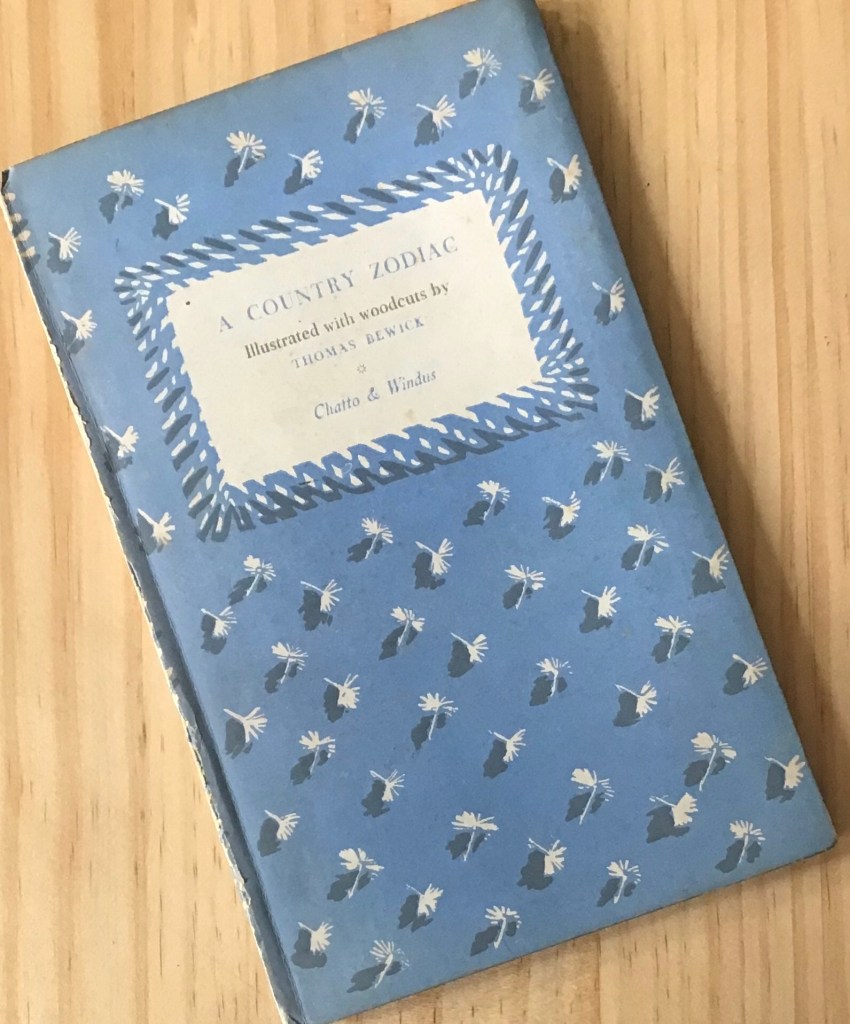 A COUNTRY ZODIAC
Illustrated with woodcuts by
THOMAS BEWICK
Chatto & Windus